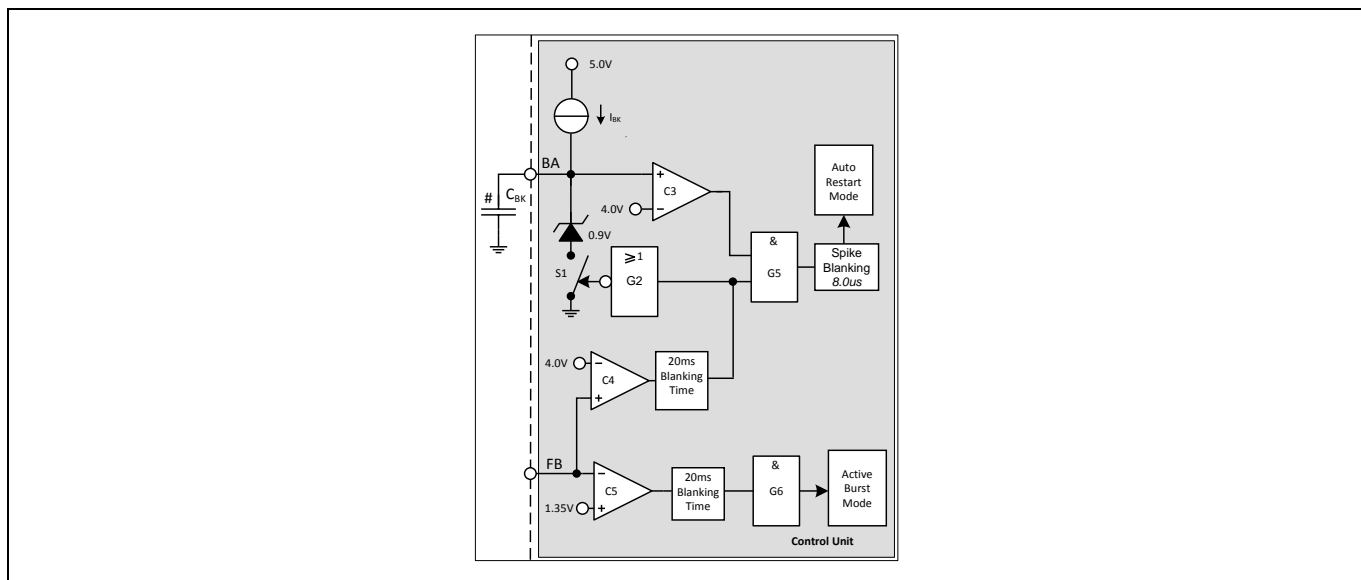 5.0V
IBK
BA
# CBK
C3
4.0V
0.9V
S1
≥1
G2
&
G5
Auto
Restart
Mode
Spike
Blanking
8.0us
4.0V
C4
20ms
Blanking
Time
FB
C5
1.35V
20ms
Blanking
Time
&
G6
Active
Burst
Mode
Control Unit